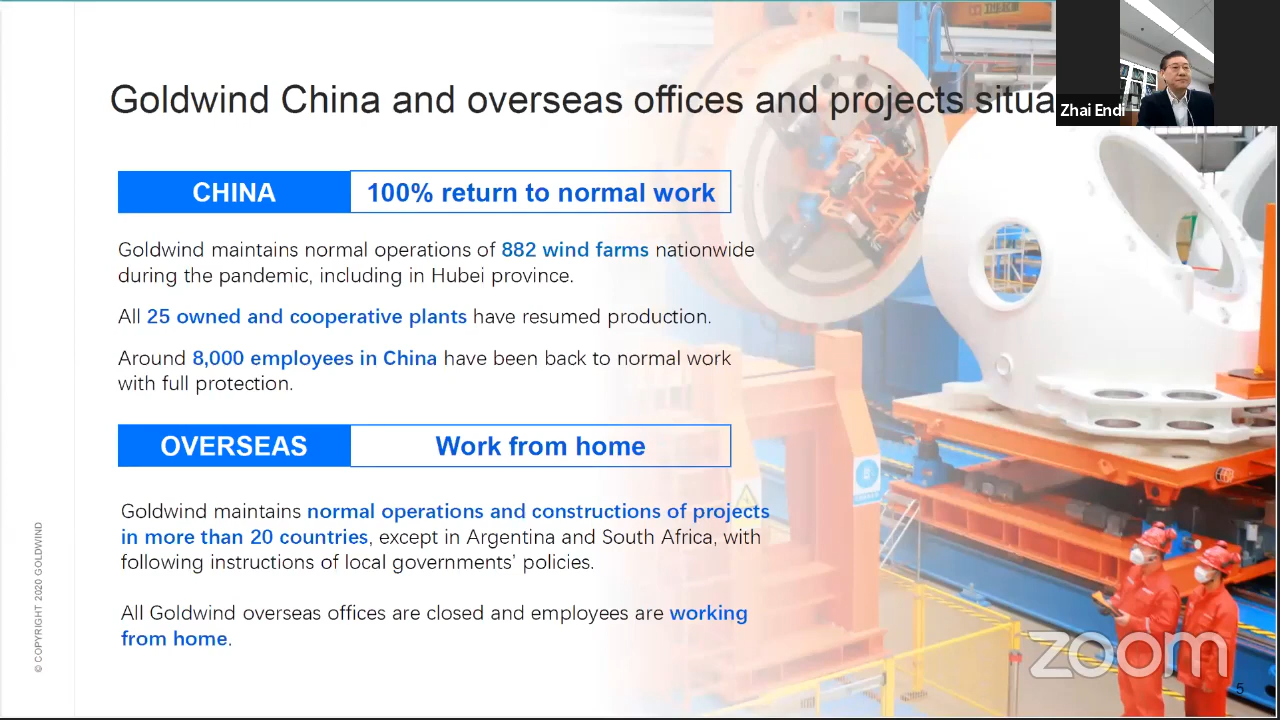 Goldwind China and overseas offices and projects situa
Zhai Endi
CHINA
100% return to normal work
Goldwind maintains normal operations of 882 wind farms nationwide
during the pandemic, including in Hubei province.
All 25 owned and cooperative plants have resumed production.
Around 8,000 employees in China have been back to normal work
with full protection.
OVERSEAS
Work from home
Goldwind maintains normal operations and constructions of projects
in more than 20 countries, except in Argentina and South Africa, with
following instructions of local governments’ policies.
All Goldwind overseas offices are closed and employees are working
from home.
© COPYRIGHT 2020 GOLDWIND
zoom
5